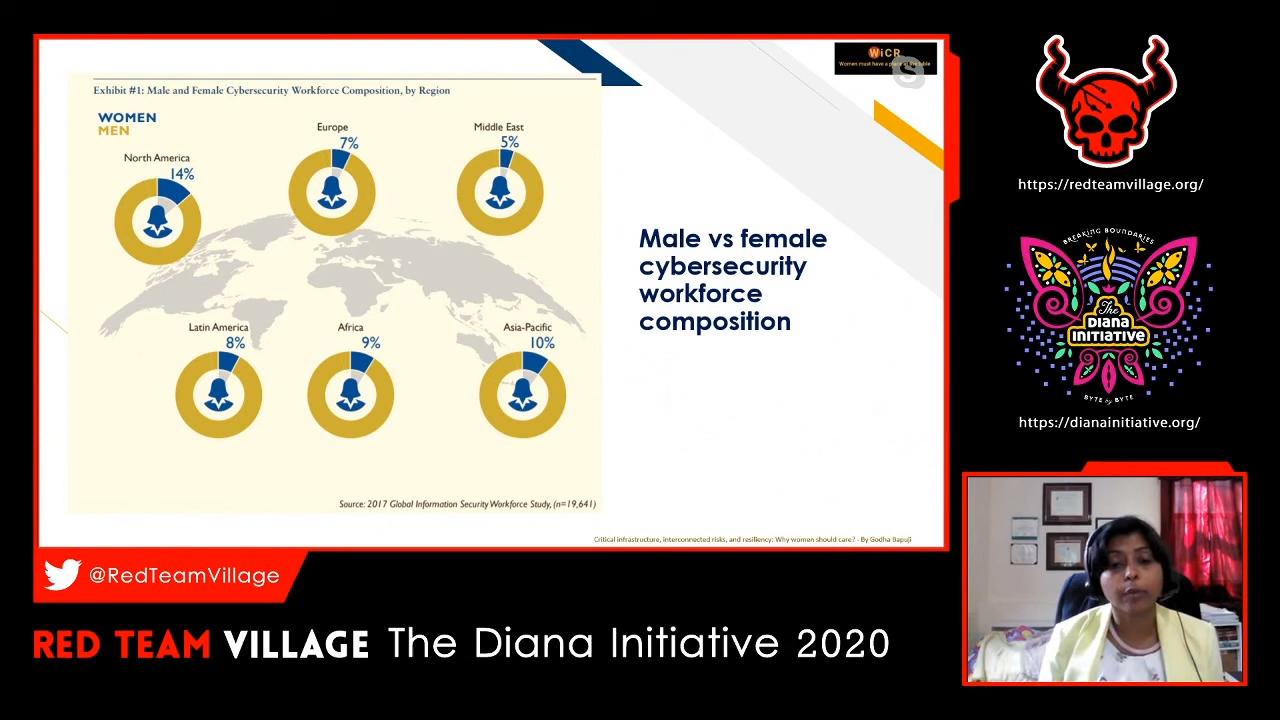 WiCR
Women must have a place at the table
Exhibit #1: Male and Female Cybersecurity Workforce Composition, by Region
WOMEN
MEN
North America
14%
Europe
7%
Middle East
5%
Latin America
8%
Africa
9%
Asia-Pacific
10%
Source: 2017 Global Information Security Workforce Study, (n=19,641)
Male vs female
cybersecurity
workforce
composition
Critical infrastructure, interconnected risks, and resiliency: Why women should care? - By Godha Bapuji
https://redteamvillage.org/
BREAKING BOUNDARIES
The
DIANA
INITIATIVE
BYTE by BYTE
https://dianainitiative.org/
@RedTeamVillage
RED TEAM VILLAGE The Diana Initiative 2020